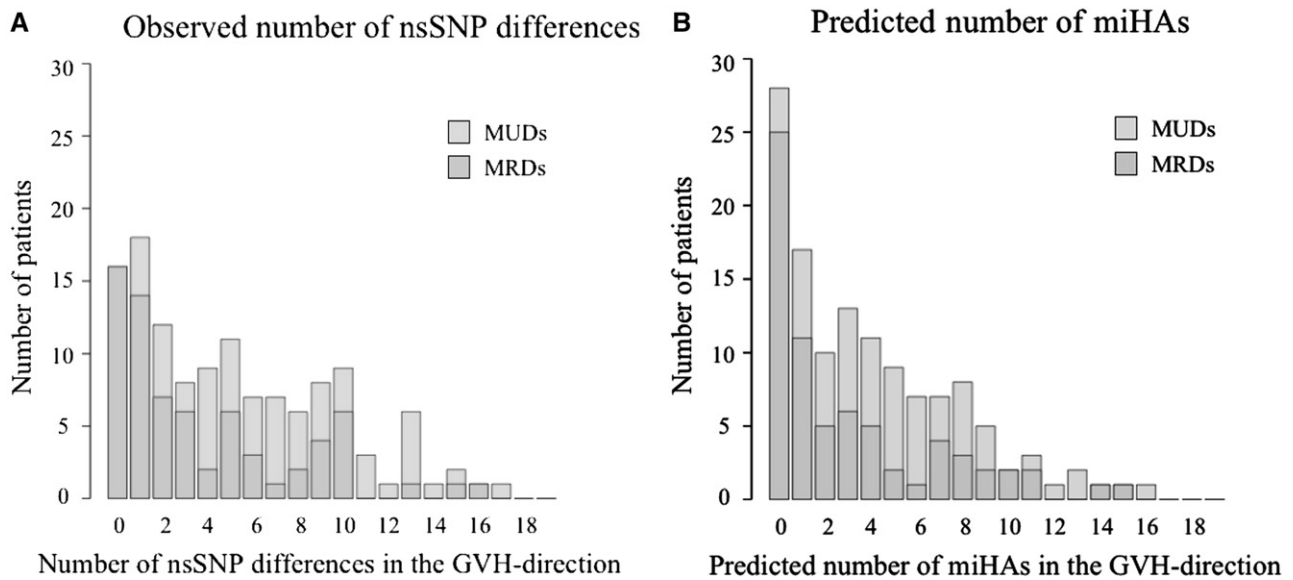 A
Observed number of nsSNP differences
Number of patients
30
25
20
15
10
5
0
MUDs
MRDs
0 2 4 6 8 10 12 14 16 18
Number of nsSNP differences in the GVH-direction
B
Predicted number of miHAs
Number of patients
30
25
20
15
10
5
0
MUDs
MRDs
0 2 4 6 8 10 12 14 16 18
Predicted number of miHAs in the GVH-direction